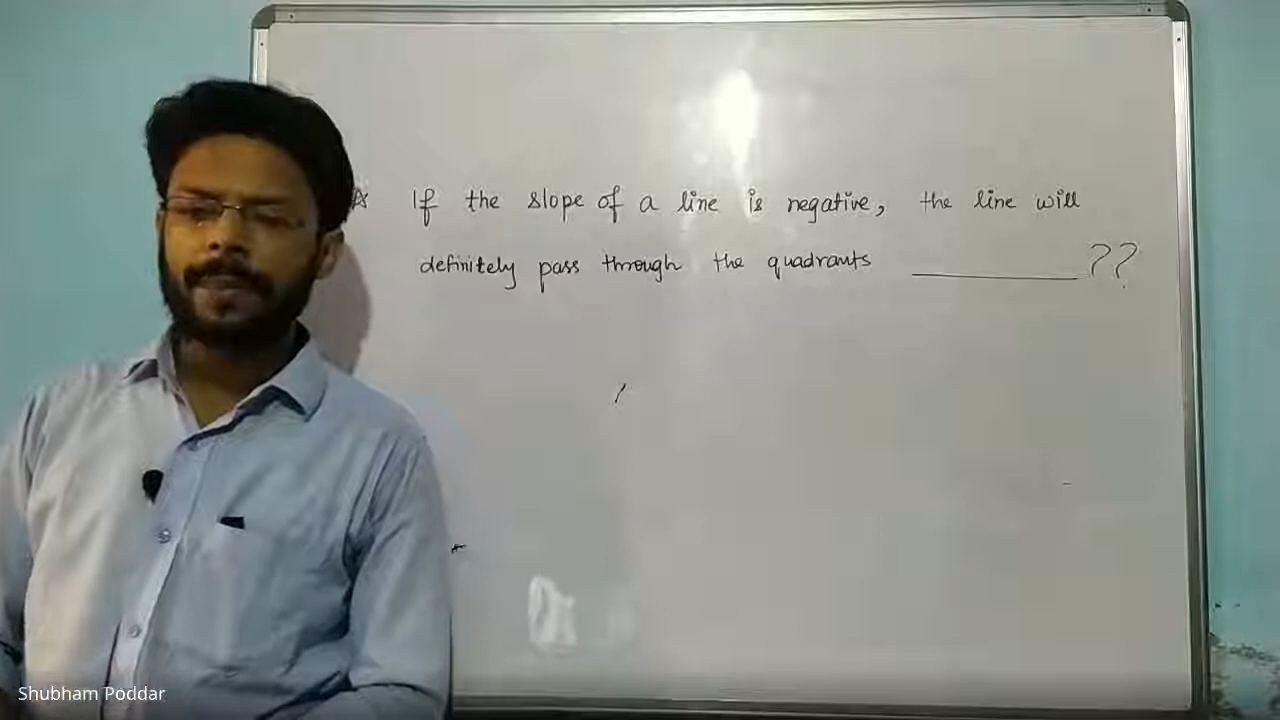 If the slope of a line is negative, the line will
definitely pass through the quadrants ________??
Shubham Poddar